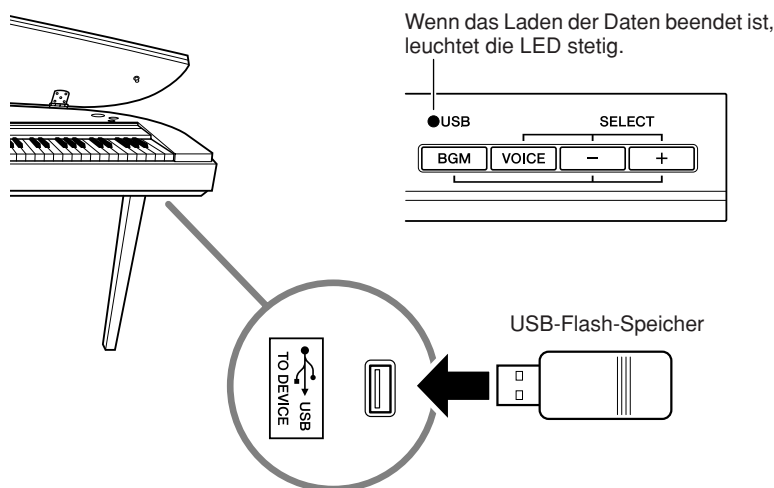 Wenn das Laden der Daten beendet ist,
leuchtet die LED stetig.
USB
SELECT
BGM
VOICE
−
+
USB-Flash-Speicher
USB
TO DEVICE